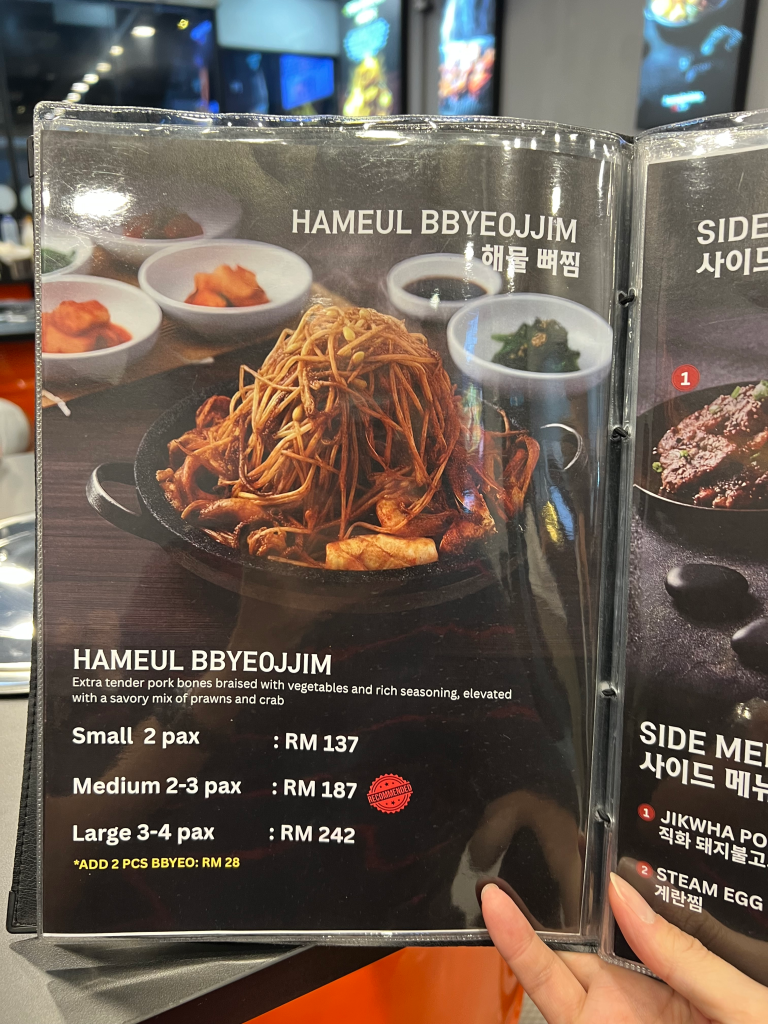 HAMEUL BBYEOJJIM
해물 뼈찜
HAMEUL BBYEOJJIM
Extra tender pork bones braised with vegetables and rich seasoning, elevated
with a savory mix of prawns and crab
Small 2 pax : RM 137
Medium 2-3 pax : RM 187 RECOMMENDED
Large 3-4 pax : RM 242
*ADD 2 PCS BBYEO: RM 28
SIDE
사이드
1
SIDE
사이드 메뉴
1 JIKWHA
직화 돼지불고
2 STEAM EGG
계란찜